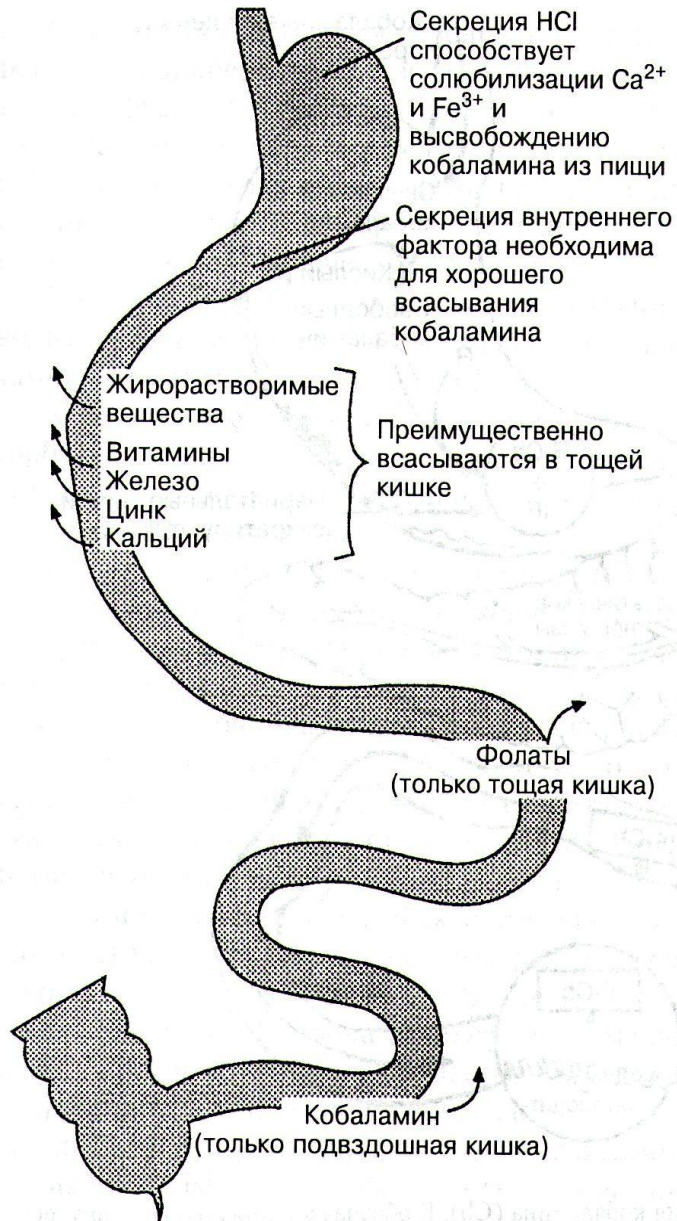 Секреция HCl
способствует
солюбилизации Ca²⁺
и Fe³⁺ и
высвобождению
кобаламина из пищи
Секреция внутреннего
фактора необходима
для хорошего
всасывания
кобаламина
Жирорастворимые
вещества
Витамины
Железо
Цинк
Кальций
Преимущественно
всасываются в тощей
кишке
Фолаты
(только тощая кишка)
Кобаламин
(только подвздошная кишка)